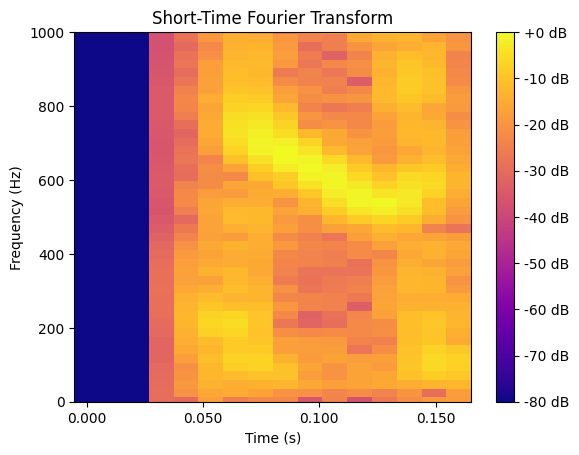 Short-Time Fourier Transform
Frequency (Hz)
1000
800
600
400
200
0
0.000
0.050
0.100
0.150
Time (s)
+0 dB
-10 dB
-20 dB
-30 dB
-40 dB
-50 dB
-60 dB
-70 dB
-80 dB